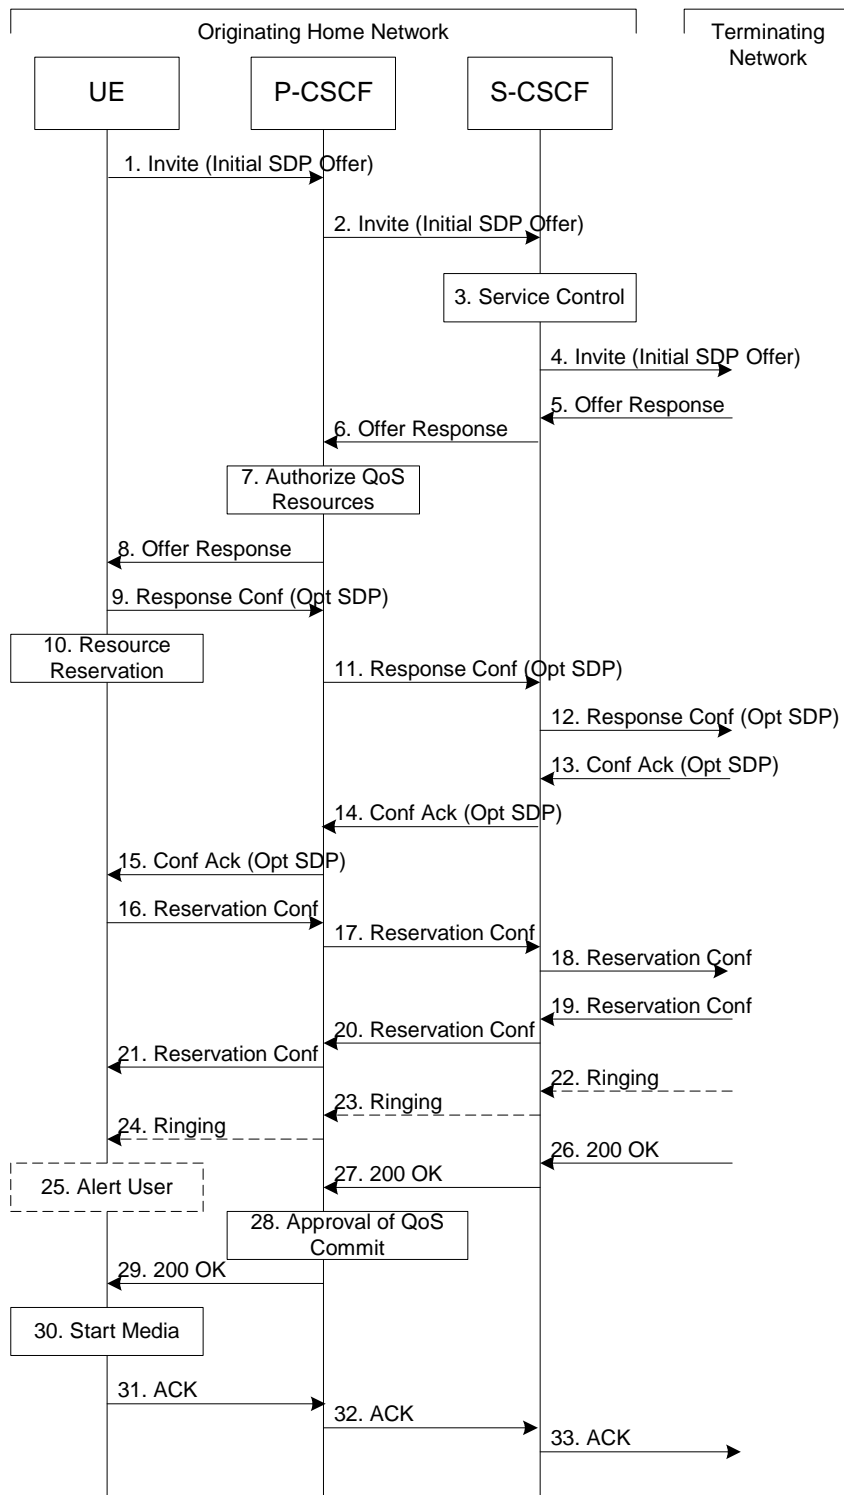 Originating Home Network
Terminating
Network
UE
P-CSCF
S-CSCF
1. Invite (Initial SDP Offer)
2. Invite (Initial SDP Offer)
3. Service Control
4. Invite (Initial SDP Offer)
5. Offer Response
6. Offer Response
7. Authorize QoS
Resources
8. Offer Response
9. Response Conf (Opt SDP)
10. Resource
Reservation
11. Response Conf (Opt SDP)
12. Response Conf (Opt SDP)
13. Conf Ack (Opt SDP)
14. Conf Ack (Opt SDP)
15. Conf Ack (Opt SDP)
16. Reservation Conf
17. Reservation Conf
18. Reservation Conf
19. Reservation Conf
20. Reservation Conf
21. Reservation Conf
22. Ringing
23. Ringing
24. Ringing
25. Alert User
26. 200 OK
27. 200 OK
28. Approval of QoS
Commit
29. 200 OK
30. Start Media
31. ACK
32. ACK
33. ACK